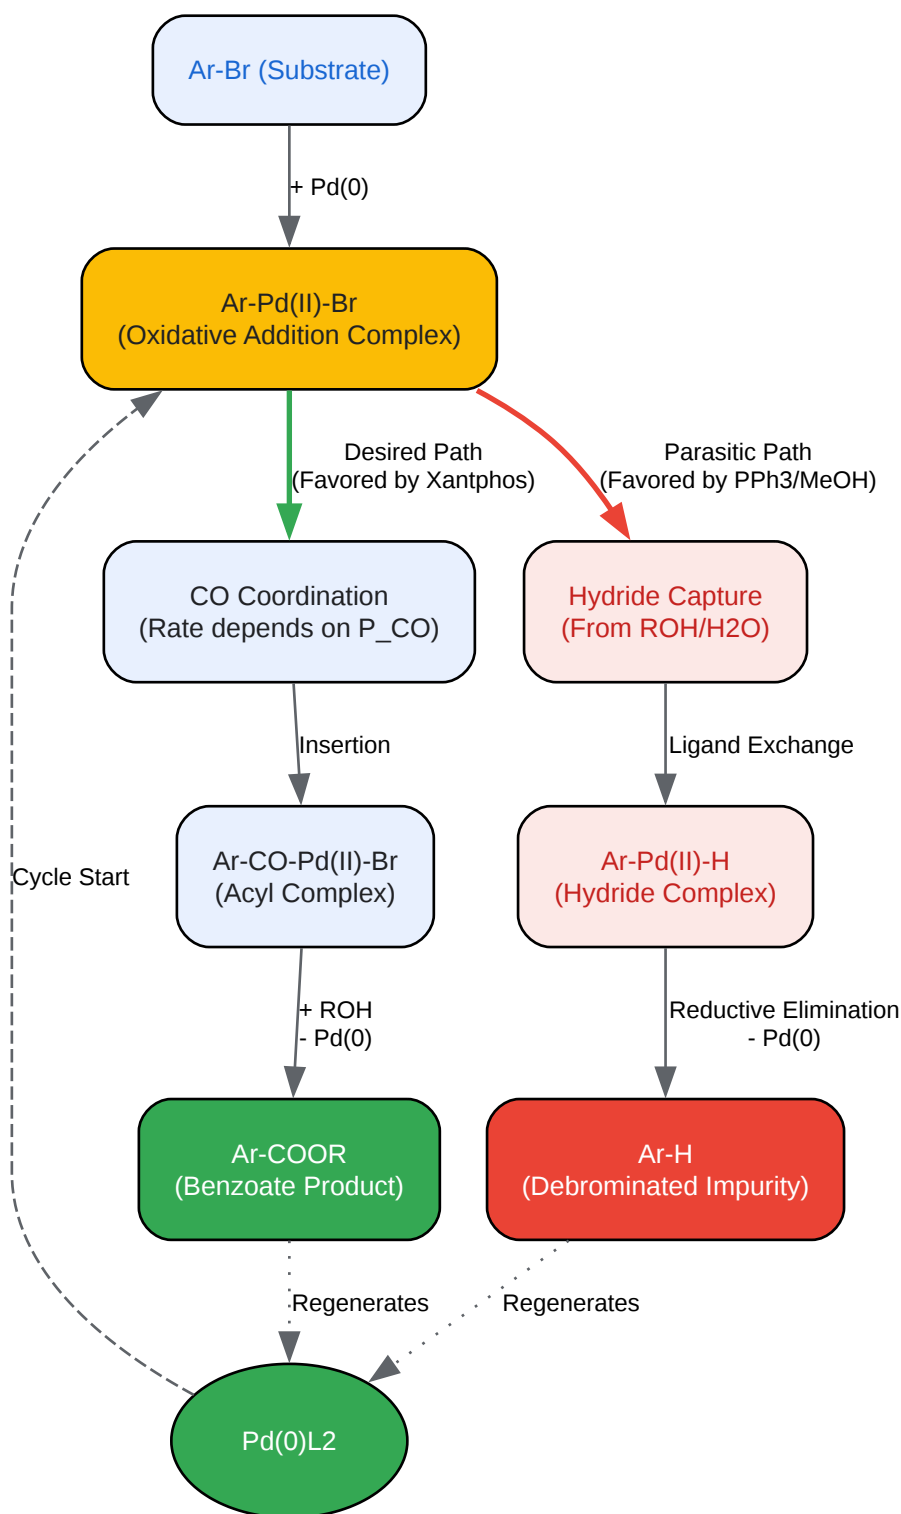 Ar-Br (Substrate)
+ Pd(0)
Ar-Pd(II)-Br
(Oxidative Addition Complex)
Desired Path
(Favored by Xantphos)
Parasitic Path
(Favored by PPh3/MeOH)
CO Coordination
(Rate depends on P_CO)
Hydride Capture
(From ROH/H2O)
Insertion
Ligand Exchange
Ar-CO-Pd(II)-Br
(Acyl Complex)
Ar-Pd(II)-H
(Hydride Complex)
Cycle Start
+ ROH
- Pd(0)
Reductive Elimination
- Pd(0)
Ar-COOR
(Benzoate Product)
Ar-H
(Debrominated Impurity)
Regenerates
Regenerates
Pd(0)L2